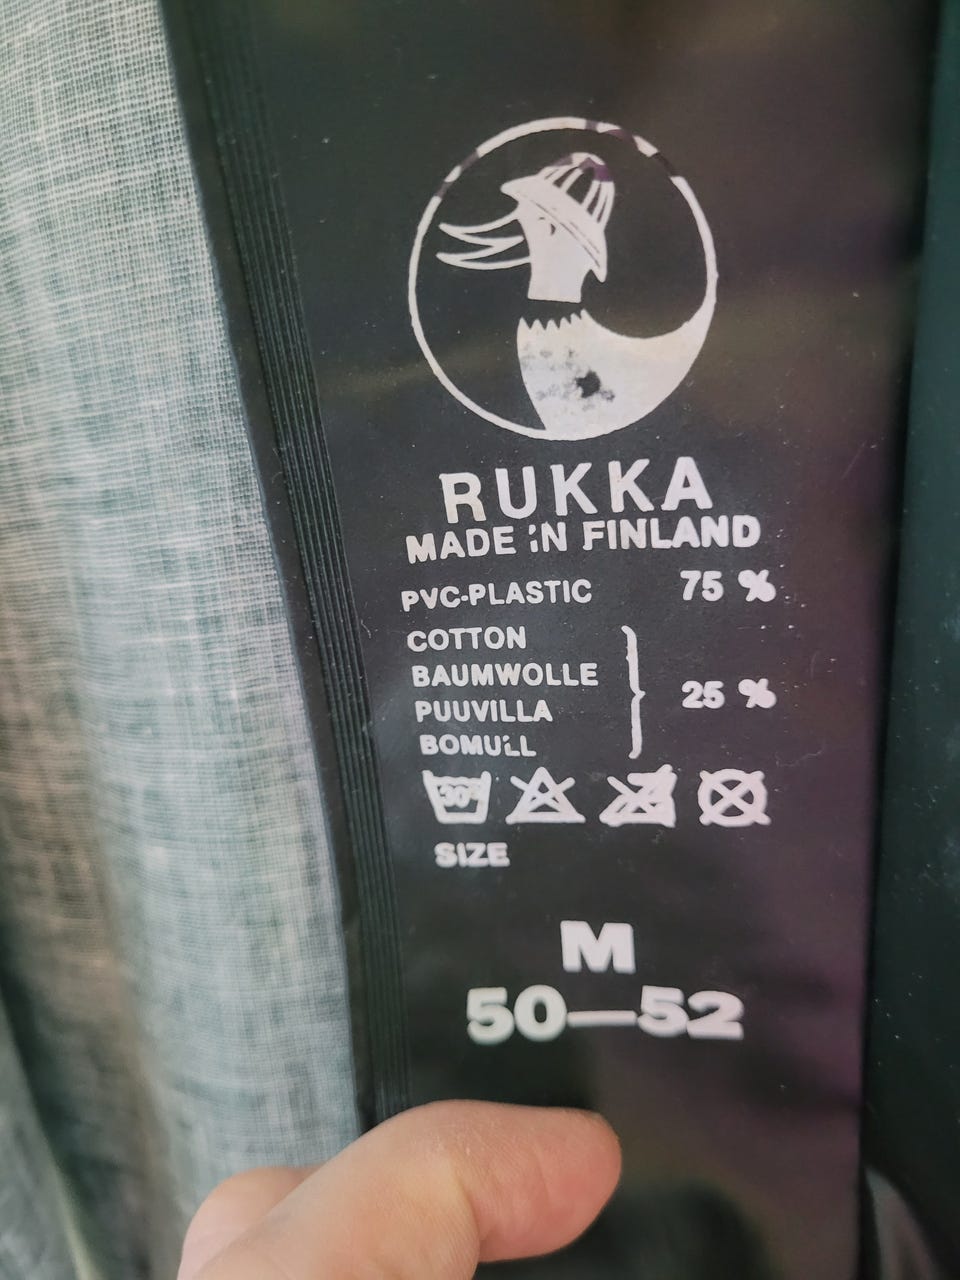 RUKKA
MADE IN FINLAND
PVC-PLASTIC 75 %
COTTON
BAUMWOLLE
PUUVILLA
BOMULL
25 %
30°
SIZE
M
50—52